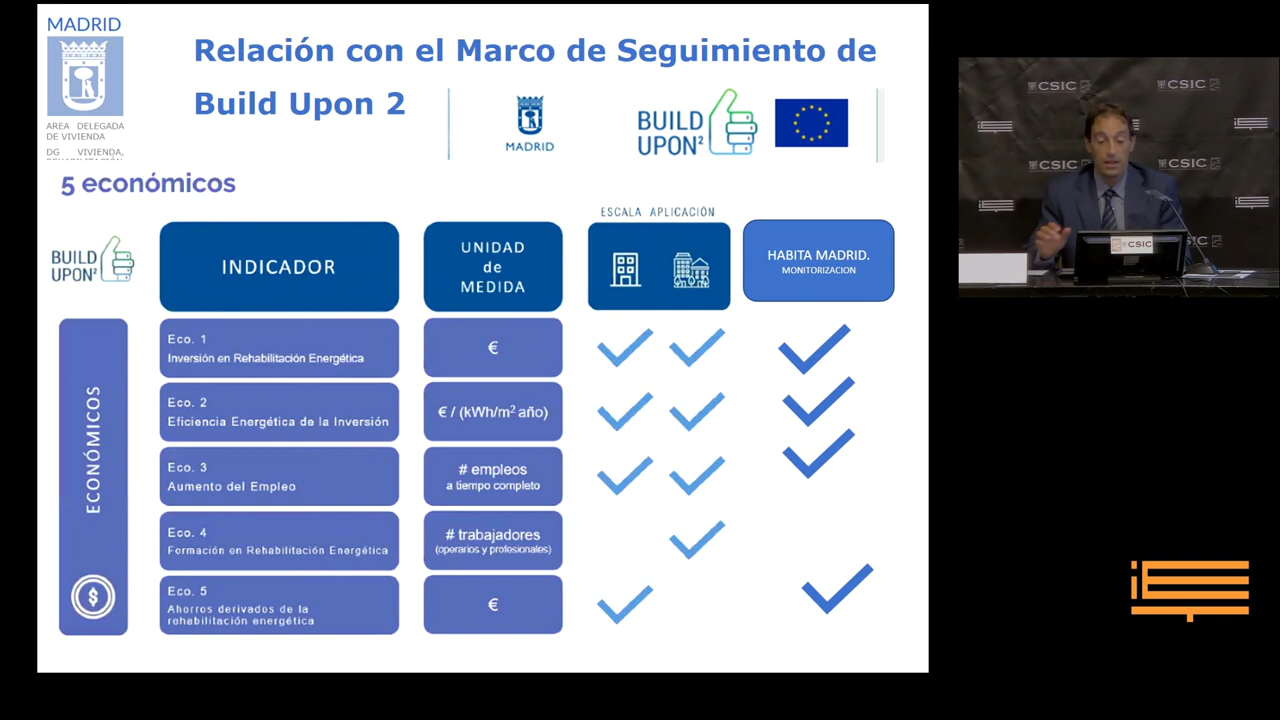 MADRID
AREA DELEGADA
DE VIVIENDA
DG VIVIENDA,
Relación con el Marco de Seguimiento de
Build Upon 2
MADRID
BUILD
UPON²
5 económicos
ESCALA APLICACIÓN
BUILD
UPON²
INDICADOR
UNIDAD
de
MEDIDA
HABITA MADRID.
MONITORIZACION
ECONÓMICOS
Eco. 1
Inversión en Rehabilitación Energética
€
Eco. 2
Eficiencia Energética de la Inversión
€ / (kWh/m² año)
Eco. 3
Aumento del Empleo
# empleos
a tiempo completo
Eco. 4
Formación en Rehabilitación Energética
# trabajadores
(operarios y profesionales)
Eco. 5
Ahorros derivados de la
rehabilitación energética
€
$
CSIC
CSIC
CSIC
CSIC
CSIC